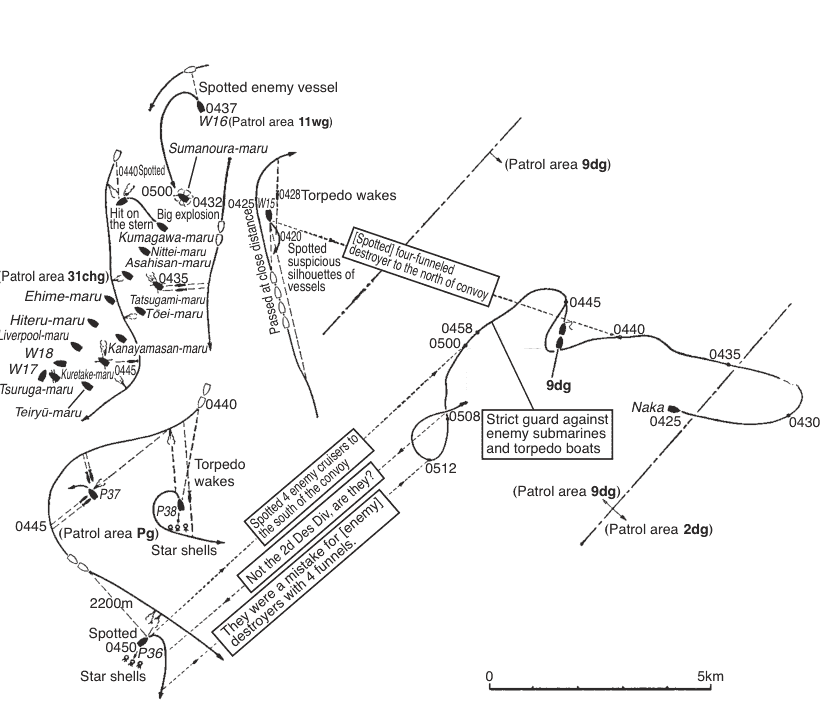 Spotted enemy vessel
0437
W16 (Patrol area 11wg)
Sumanoura-maru
0440 Spotted
0500
0432
Hit on
the stern
Big explosion
Kumagawa-maru
Nittei-maru
Asahisan-maru
(Patrol area 31chg)
0435
Ehime-maru
Tatsugami-maru
Tōei-maru
Hiteru-maru
Liverpool-maru
Kanayamasan-maru
W18
W17
Kuretake-maru
0445
Tsuruga-maru
Teiryū-maru
0425
W15
0428 Torpedo wakes
0420
Spotted
suspicious
silhouettes of
vessels
Passed at close distance
[Spotted] four-funneled
destroyer to the north of convoy
(Patrol area 9dg)
0445
0440
0458
0500
9dg
0435
Naka
0425
0430
0508
0512
Strict guard against
enemy submarines
and torpedo boats
(Patrol area 9dg)
(Patrol area 2dg)
0440
Torpedo
wakes
P37
P38
0445
(Patrol area Pg)
Star shells
2200m
Spotted
0450
P36
Star shells
Spotted 4 enemy cruisers to
the south of the convoy
Not the 2d Des Div, are they?
They were a mistake for [enemy]
destroyers with 4 funnels.
0
5km